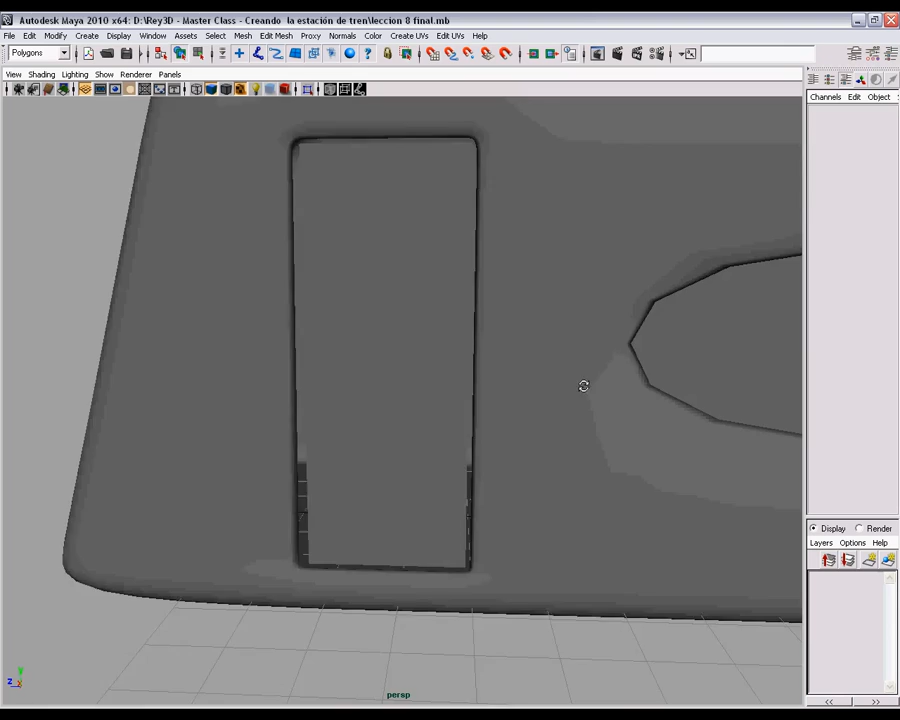 Autodesk Maya 2010 x64: D:\Rey3D - Master Class - Creando la estación de tren\leccion 8 final.mb
File Edit Modify Create Display Window Assets Select Mesh Edit Mesh Proxy Normals Color Create UVs Edit UVs Help
Polygons
View Shading Lighting Show Renderer Panels
Channels Edit Object
persp
Display Render
Layers Options Help
<< >>
y
z x